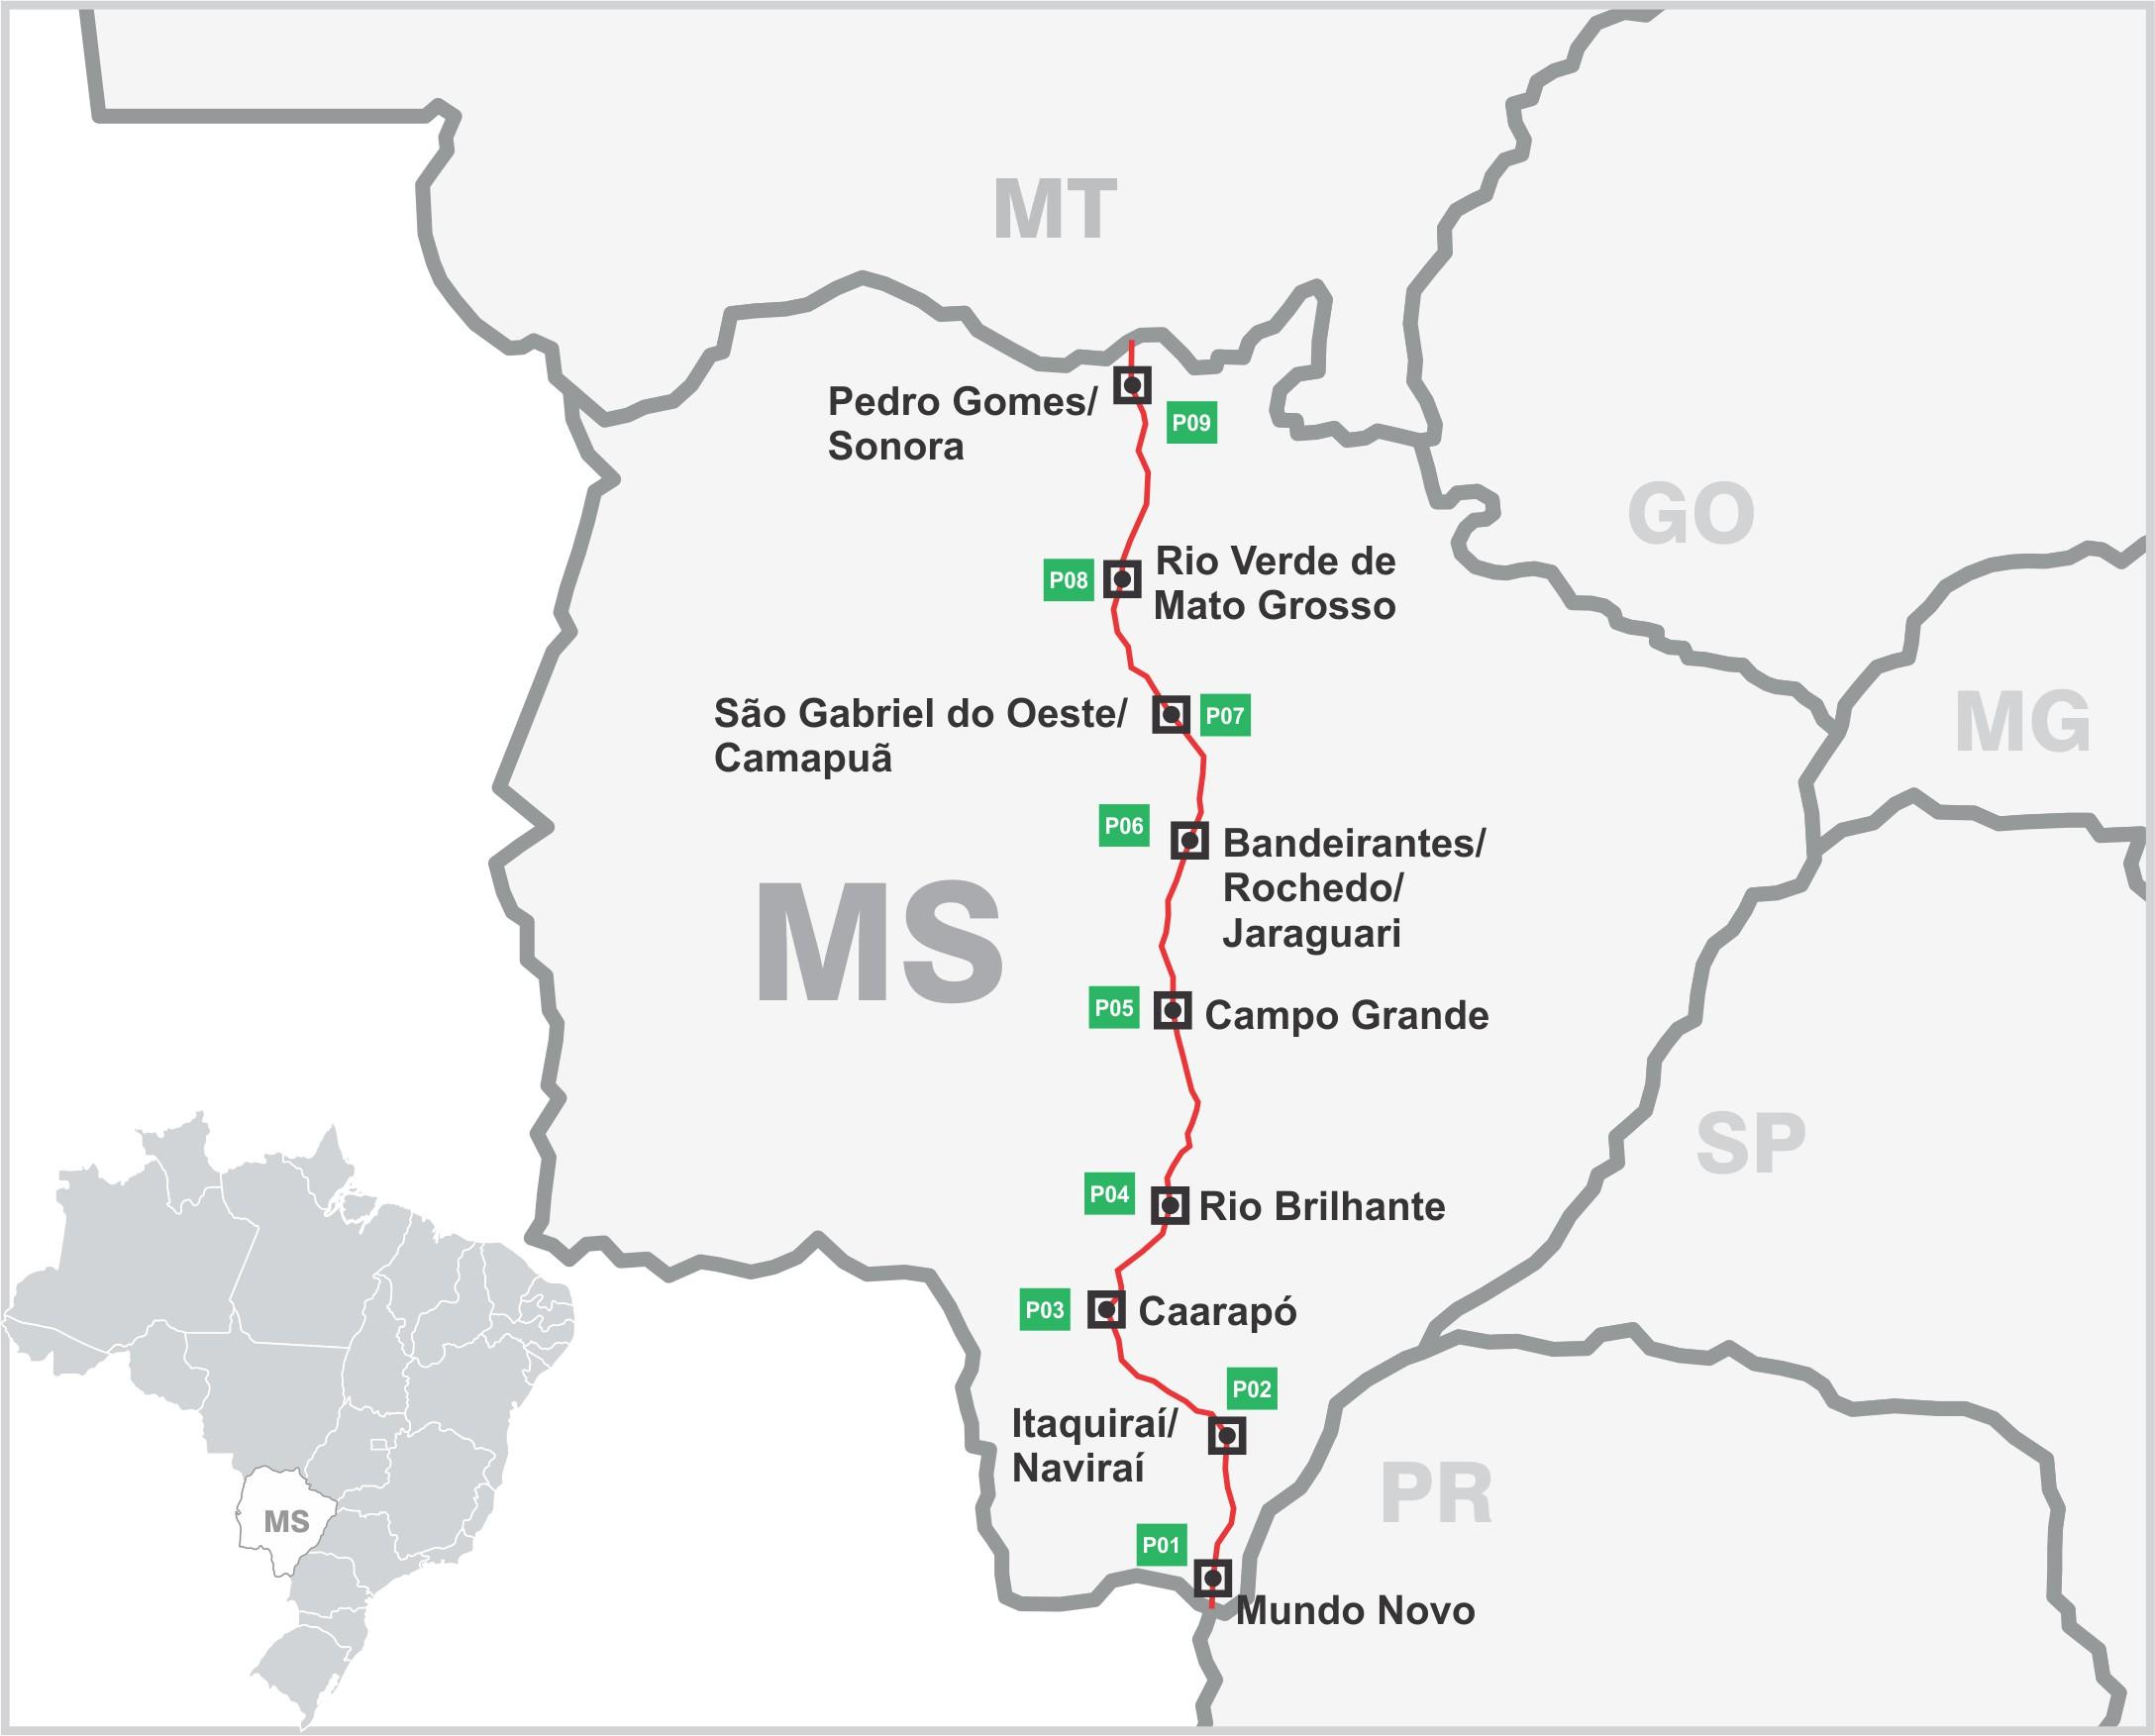 MT
Pedro Gomes/
Sonora
P09
GO
P08
Rio Verde de
Mato Grosso
São Gabriel do Oeste/
Camapuã
P07
MG
P06
Bandeirantes/
Rochedo/
Jaraguari
MS
P05
Campo Grande
SP
P04
Rio Brilhante
P03
Caarapó
P02
Itaquiraí/
Naviraí
PR
MS
P01
Mundo Novo